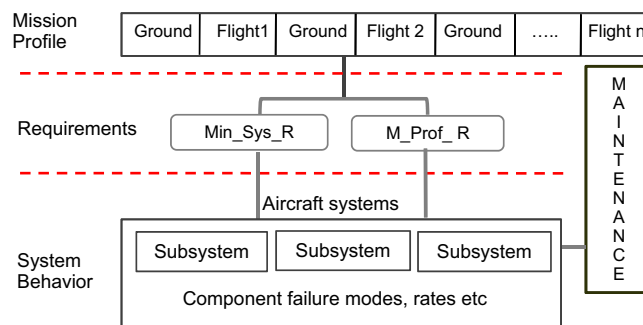 Mission
Profile
Ground Flight1 Ground Flight 2 Ground ..... Flight n
Requirements
Min_Sys_R M_Prof_ R
Aircraft systems
System
Behavior
Subsystem Subsystem Subsystem
Component failure modes, rates etc
M
A
I
N
T
E
N
A
N
C
E